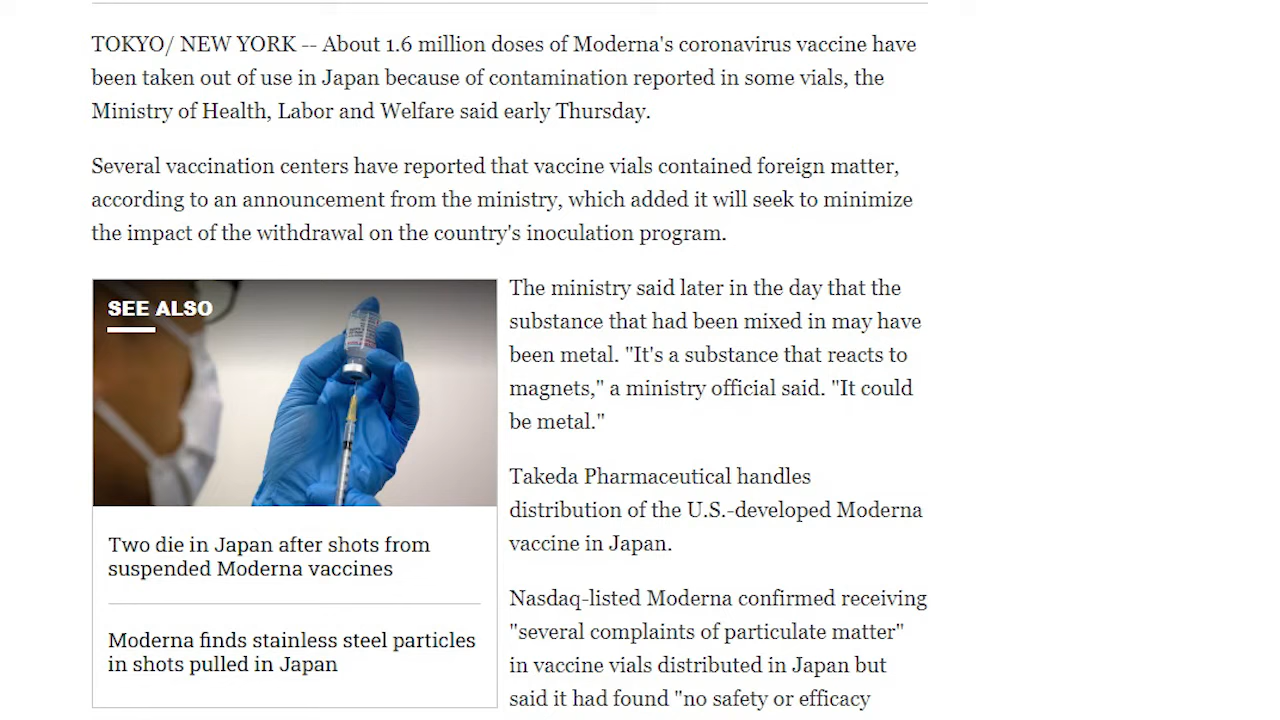 TOKYO/ NEW YORK -- About 1.6 million doses of Moderna's coronavirus vaccine have
been taken out of use in Japan because of contamination reported in some vials, the
Ministry of Health, Labor and Welfare said early Thursday.
Several vaccination centers have reported that vaccine vials contained foreign matter,
according to an announcement from the ministry, which added it will seek to minimize
the impact of the withdrawal on the country's inoculation program.
SEE ALSO
Two die in Japan after shots from
suspended Moderna vaccines
Moderna finds stainless steel particles
in shots pulled in Japan
The ministry said later in the day that the
substance that had been mixed in may have
been metal. "It's a substance that reacts to
magnets," a ministry official said. "It could
be metal."
Takeda Pharmaceutical handles
distribution of the U.S.-developed Moderna
vaccine in Japan.
Nasdaq-listed Moderna confirmed receiving
"several complaints of particulate matter"
in vaccine vials distributed in Japan but
said it had found "no safety or efficacy